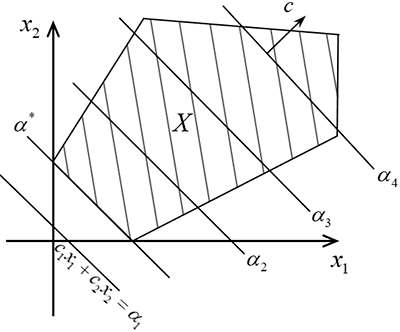 c
x₂
α*
X
α₄
α₃
α₂
x₁
c₁x₁ + c₂x₂ = α₁